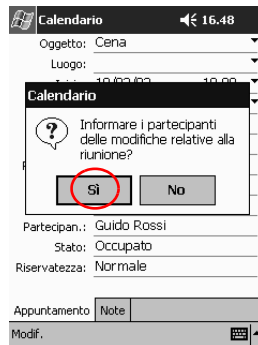 Calendario 16.48
Oggetto: Cena
Luogo:
Calendario
Informare i partecipanti
delle modifiche relative alla
riunione?
Sì No
Partecipan.: Guido Rossi
Stato: Occupato
Riservatezza: Normale
Appuntamento Note
Modif.